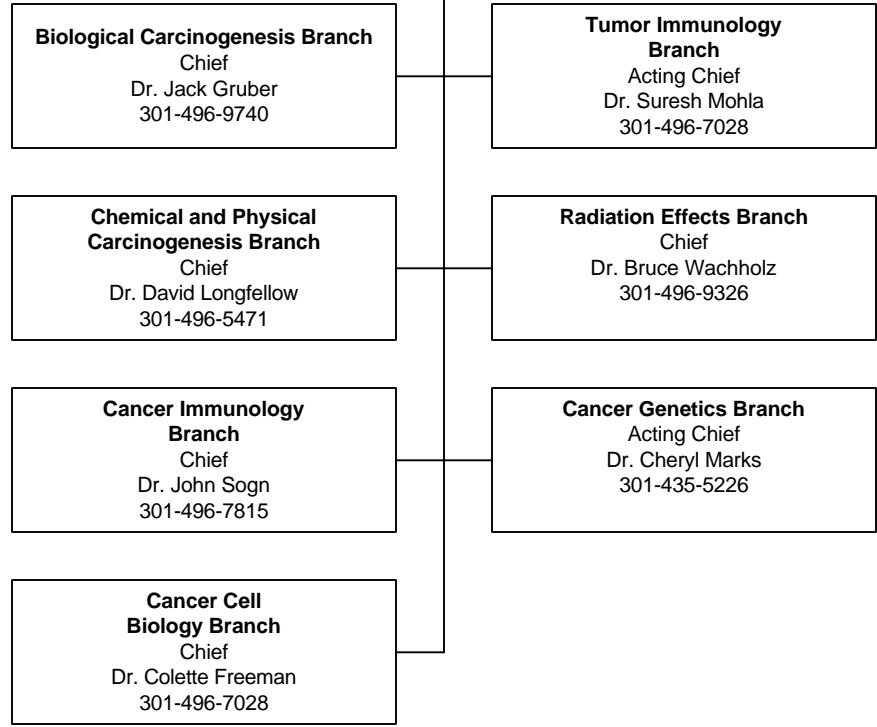 Biological Carcinogenesis Branch
Chief
Dr. Jack Gruber
301-496-9740
Tumor Immunology
Branch
Acting Chief
Dr. Suresh Mohla
301-496-7028
Chemical and Physical
Carcinogenesis Branch
Chief
Dr. David Longfellow
301-496-5471
Radiation Effects Branch
Chief
Dr. Bruce Wachholz
301-496-9326
Cancer Immunology
Branch
Chief
Dr. John Sogn
301-496-7815
Cancer Genetics Branch
Acting Chief
Dr. Cheryl Marks
301-435-5226
Cancer Cell
Biology Branch
Chief
Dr. Colette Freeman
301-496-7028